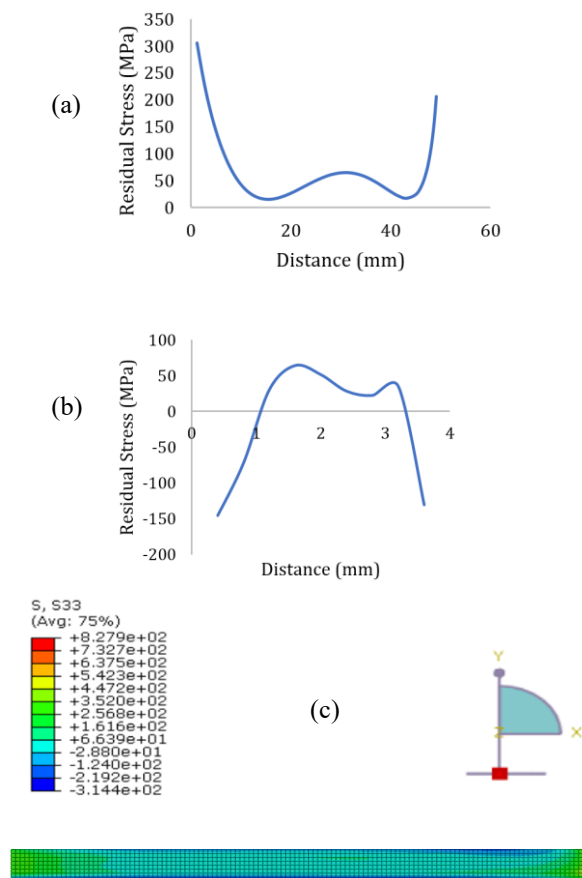 (a)
Residual Stress (MPa)
350
300
250
200
150
100
50
0
0 20 40 60
Distance (mm)
(b)
Residual Stress (MPa)
100
50
0
-50
-100
-150
-200
0 1 2 3 4
Distance (mm)
S, S33
(Avg: 75%)
+8.279e+02
+7.327e+02
+6.375e+02
+5.423e+02
+4.472e+02
+3.520e+02
+2.568e+02
+1.616e+02
+6.639e+01
-2.880e+01
-1.240e+02
-2.192e+02
-3.144e+02
(c)
Y
Z X